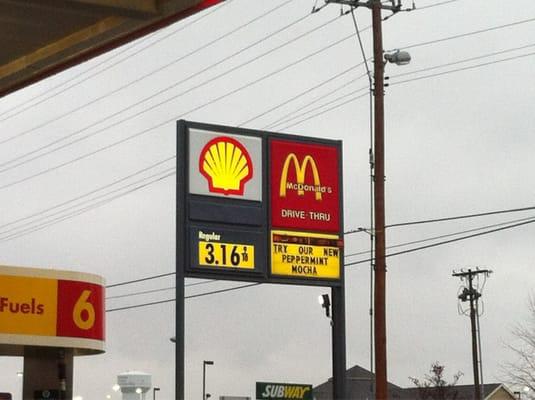 McDonald's
DRIVE-THRU
Regular
3.16 9/10
TRY OUR NEW
PEPPERMINT
MOCHA
Fuels 6
SUBWAY